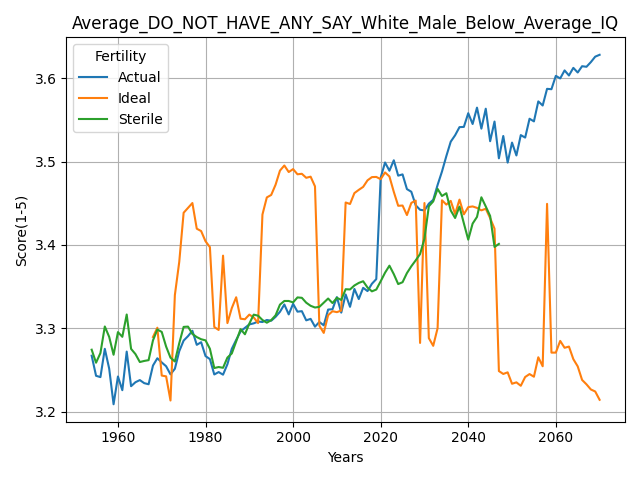 Average_DO_NOT_HAVE_ANY_SAY_White_Male_Below_Average_IQ
Fertility
Actual
Ideal
Sterile
Score(1-5)
3.6
3.5
3.4
3.3
3.2
1960 1980 2000 2020 2040 2060
Years